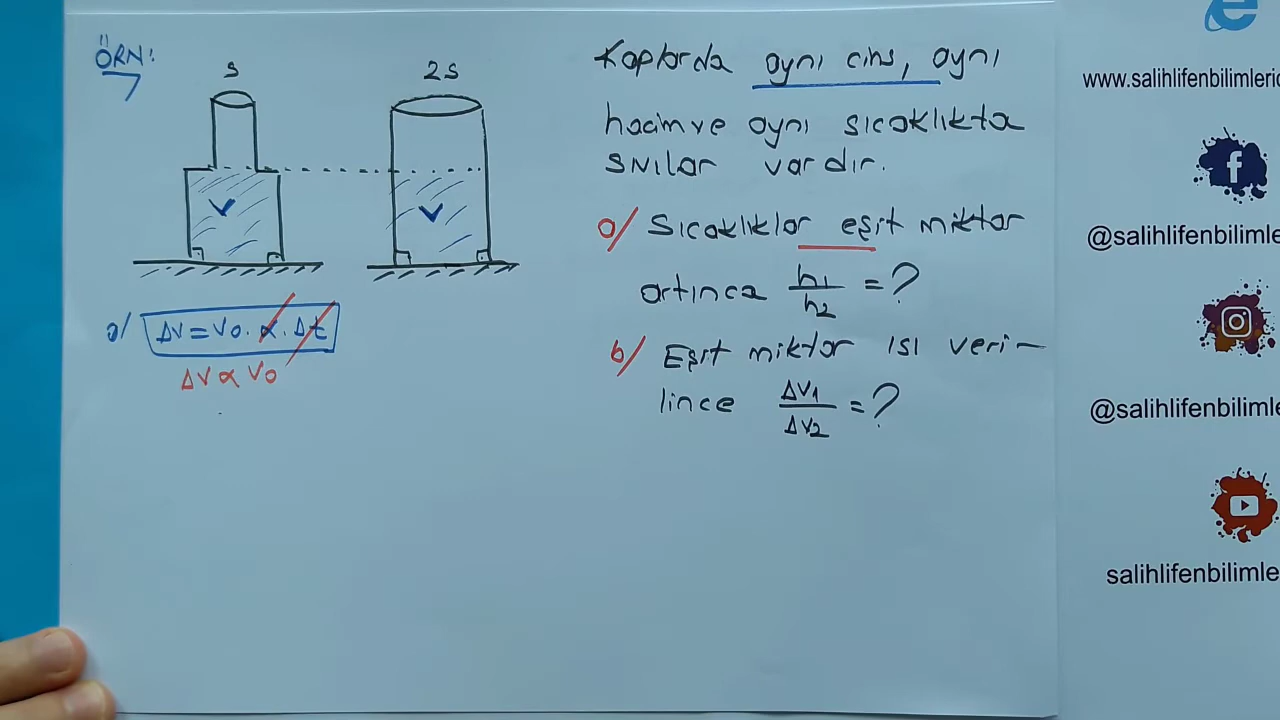 ÖRN:
S
2S
V
V
a/ ΔV = V0 . α . Δt
ΔV α V0
Kaplarda aynı cins, aynı
hacimve aynı sıcaklıkta
sıvılar vardır.
a/ Sıcaklıklar eşit miktar
artınca h1/h2 = ?
b/ Eşit miktar ısı veri-
lince ΔV1/ΔV2 = ?
www.salihlifenbilimleric
@salihlifenbilimle
@salihlifenbilimle
salihlifenbilimle